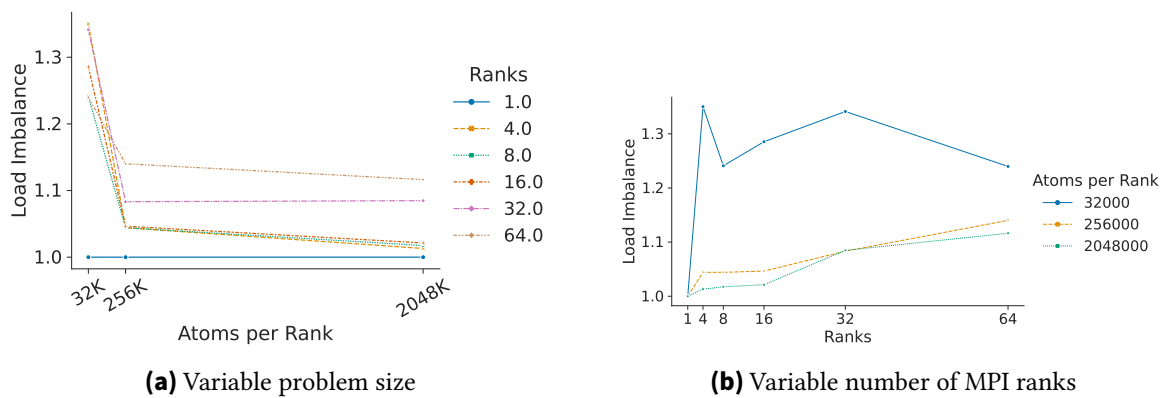 Load Imbalance
1.3
1.2
1.1
1.0
32K
256K
2048K
Atoms per Rank
Ranks
1.0
4.0
8.0
16.0
32.0
64.0
(a) Variable problem size
Load Imbalance
1.3
1.2
1.1
1.0
1 4 8 16 32 64
Ranks
Atoms per Rank
32000
256000
2048000
(b) Variable number of MPI ranks